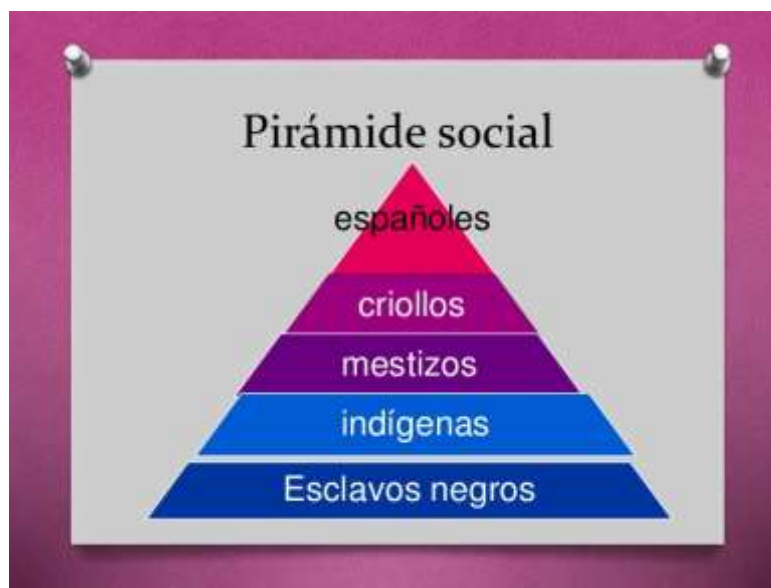 Pirámide social
españoles
criollos
mestizos
indígenas
Esclavos negros